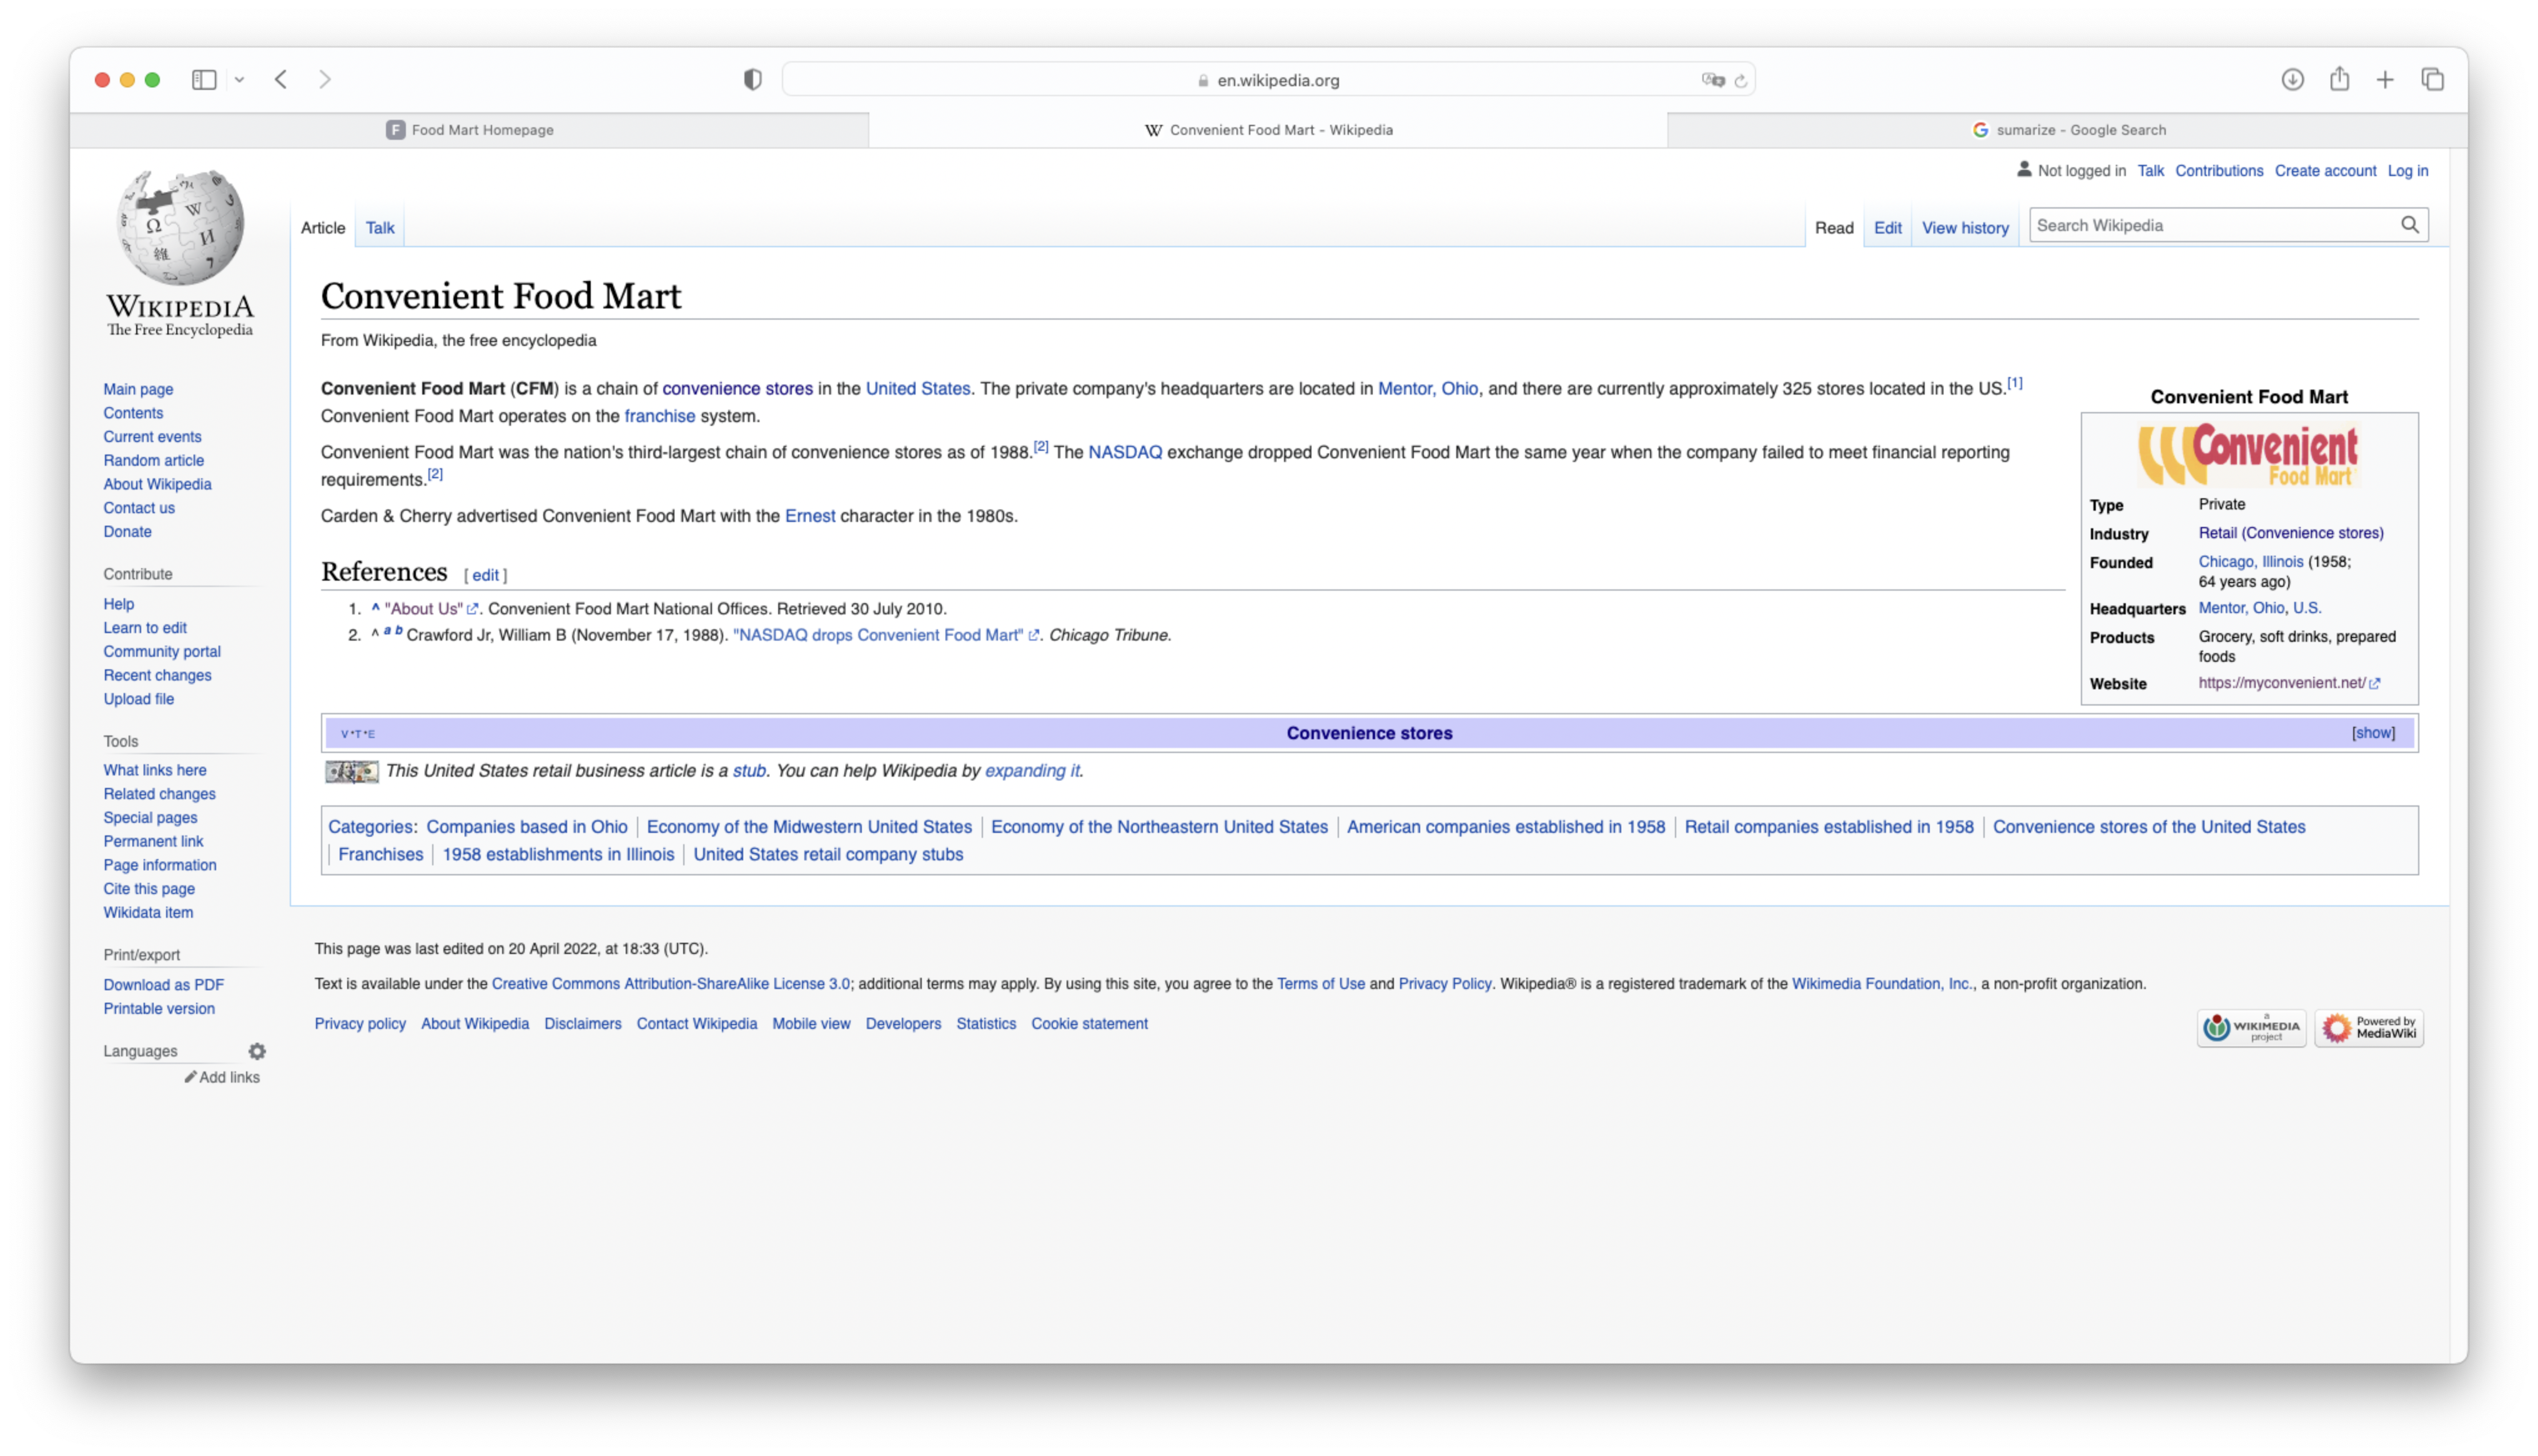 en.wikipedia.org
Food Mart Homepage
Convenient Food Mart - Wikipedia
sumarize - Google Search
Not logged in Talk Contributions Create account Log in
Article Talk
Read Edit View history Search Wikipedia
WIKIPEDIA
The Free Encyclopedia
Main page
Contents
Current events
Random article
About Wikipedia
Contact us
Donate
Contribute
Help
Learn to edit
Community portal
Recent changes
Upload file
Tools
What links here
Related changes
Special pages
Permanent link
Page information
Cite this page
Wikidata item
Print/export
Download as PDF
Printable version
Languages
Add links
Convenient Food Mart
From Wikipedia, the free encyclopedia
Convenient Food Mart (CFM) is a chain of convenience stores in the United States. The private company's headquarters are located in Mentor, Ohio, and there are currently approximately 325 stores located in the US.[1]
Convenient Food Mart operates on the franchise system.
Convenient Food Mart was the nation's third-largest chain of convenience stores as of 1988.[2] The NASDAQ exchange dropped Convenient Food Mart the same year when the company failed to meet financial reporting
requirements.[2]
Carden & Cherry advertised Convenient Food Mart with the Ernest character in the 1980s.
References [ edit ]
1. ^ "About Us". Convenient Food Mart National Offices. Retrieved 30 July 2010.
2. ^ a b Crawford Jr, William B (November 17, 1988). "NASDAQ drops Convenient Food Mart". Chicago Tribune.
Convenient Food Mart
Convenient
Food Mart
Type Private
Industry Retail (Convenience stores)
Founded Chicago, Illinois (1958;
64 years ago)
Headquarters Mentor, Ohio, U.S.
Products Grocery, soft drinks, prepared
foods
Website https://myconvenient.net/
V·T·E Convenience stores [show]
This United States retail business article is a stub. You can help Wikipedia by expanding it.
Categories: Companies based in Ohio | Economy of the Midwestern United States | Economy of the Northeastern United States | American companies established in 1958 | Retail companies established in 1958 | Convenience stores of the United States
| Franchises | 1958 establishments in Illinois | United States retail company stubs
This page was last edited on 20 April 2022, at 18:33 (UTC).
Text is available under the Creative Commons Attribution-ShareAlike License 3.0; additional terms may apply. By using this site, you agree to the Terms of Use and Privacy Policy. Wikipedia® is a registered trademark of the Wikimedia Foundation, Inc., a non-profit organization.
Privacy policy About Wikipedia Disclaimers Contact Wikipedia Mobile view Developers Statistics Cookie statement
a
WIKIMEDIA
project
Powered by
MediaWiki